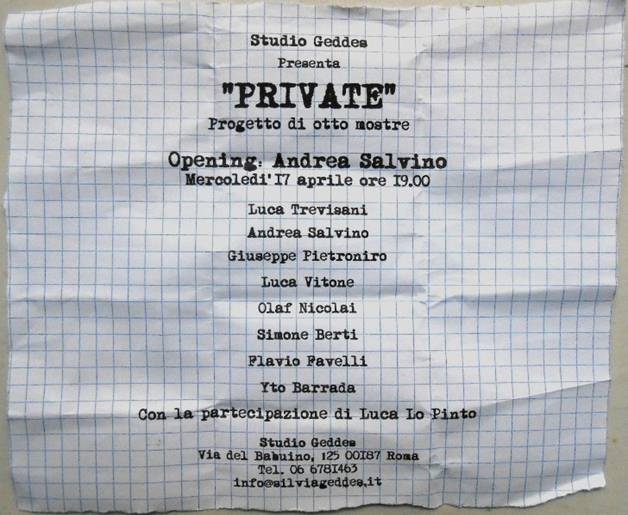 Studio Geddes
Presenta
"PRIVATE"
Progetto di otto mostre
Opening: Andrea Salvino
Mercoledi' 17 aprile ore 19.00
Luca Trevisani
Andrea Salvino
Giuseppe Pietroniro
Luca Vitone
Olaf Nicolai
Simone Berti
Flavio Favelli
Yto Barrada
Con la partecipazione di Luca Lo Pinto
Studio Geddes
Via del Babuino, 125 00187 Roma
Tel. 06 6781463
info@silviageddes.it